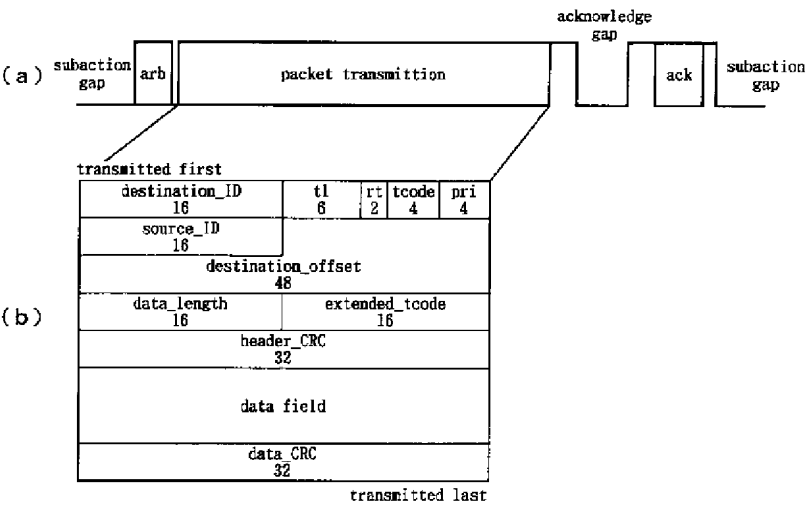 acknowledge
gap
(a)
subaction
gap
arb
packet transmittion
ack
subaction
gap
transmitted first
destination_ID
16
tl
6
rt
2
tcode
4
pri
4
source_ID
16
destination_offset
48
(b)
data_length
16
extended_tcode
16
header_CRC
32
data field
data_CRC
32
transmitted last